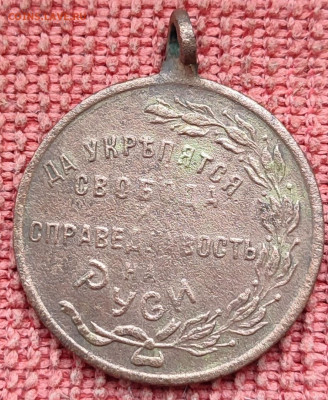 ДА УКРѢПЯТСЯ
СВОБОДА
И
СПРАВЕДЛИВОСТЬ
НА
РУСИ